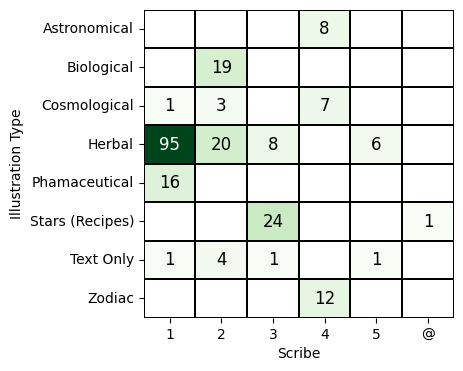 Astronomical 8
Biological 19
Cosmological 1 3 7
Herbal 95 20 8 6
Phamaceutical 16
Stars (Recipes) 24 1
Text Only 1 4 1 1
Zodiac 12
1 2 3 4 5 @
Scribe
Illustration Type